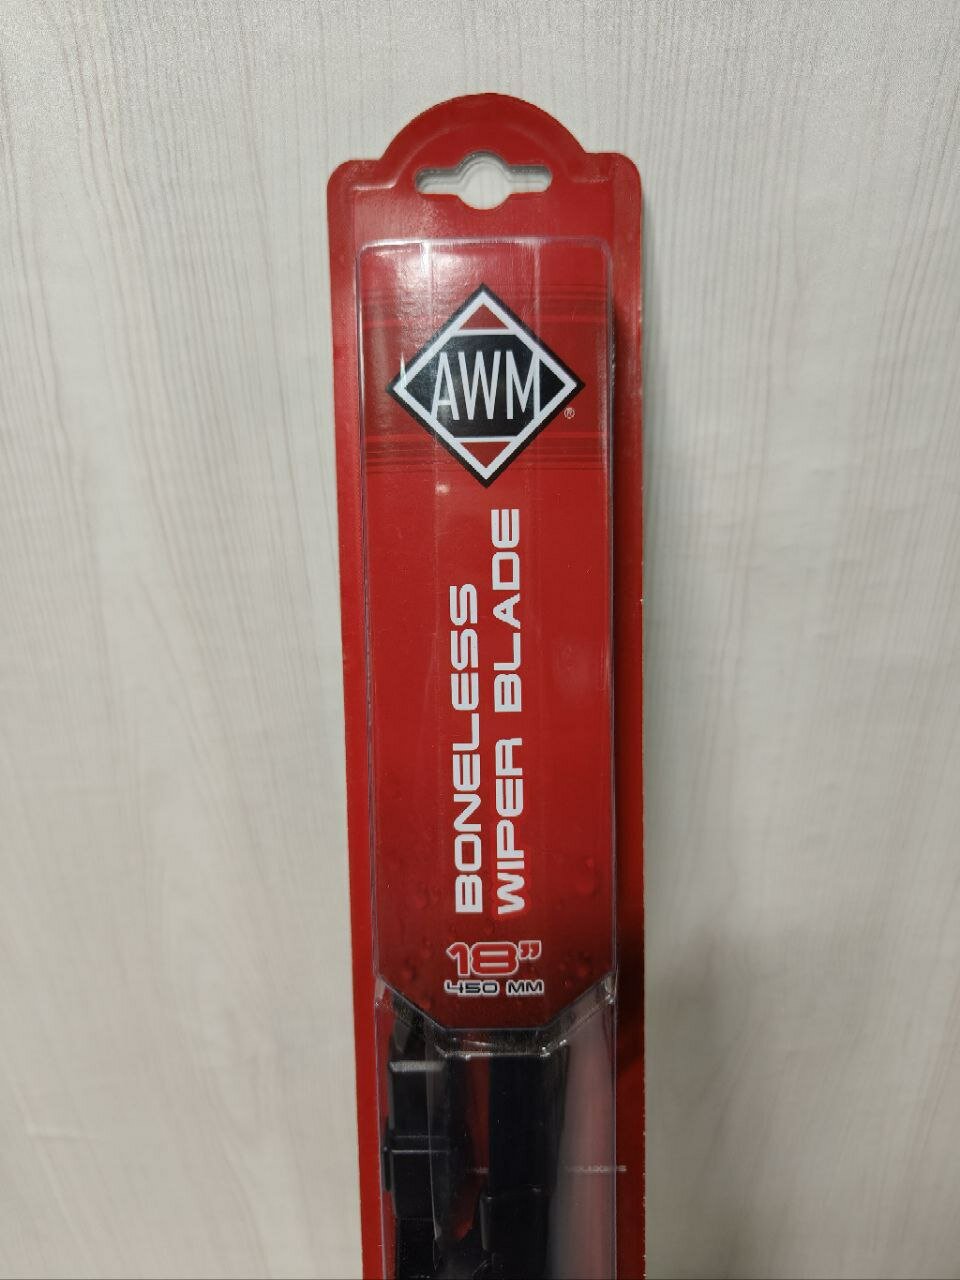 AWM
®
BONELESS
WIPER BLADE
18”
450 MM